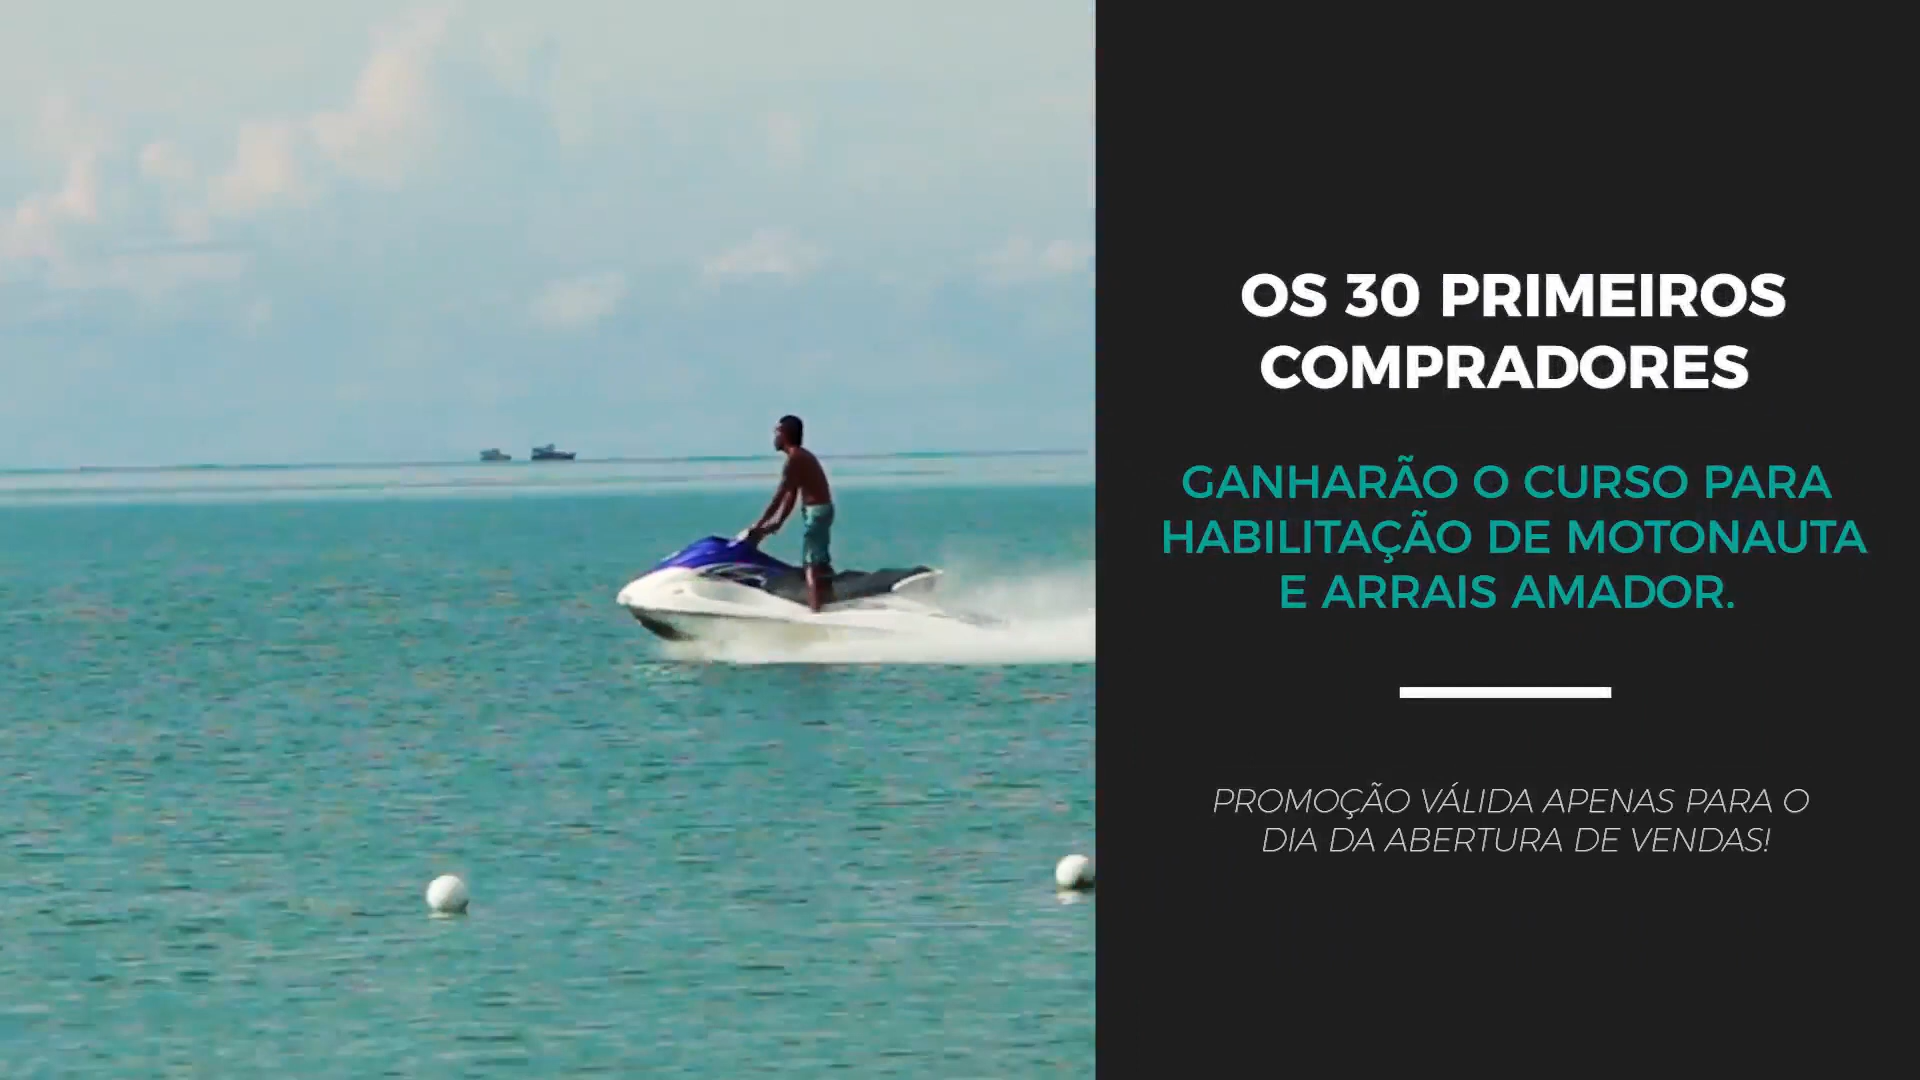 OS 30 PRIMEIROS
COMPRADORES
GANHARÃO O CURSO PARA
HABILITAÇÃO DE MOTONAUTA
E ARRAIS AMADOR.
PROMOÇÃO VÁLIDA APENAS PARA O
DIA DA ABERTURA DE VENDAS!